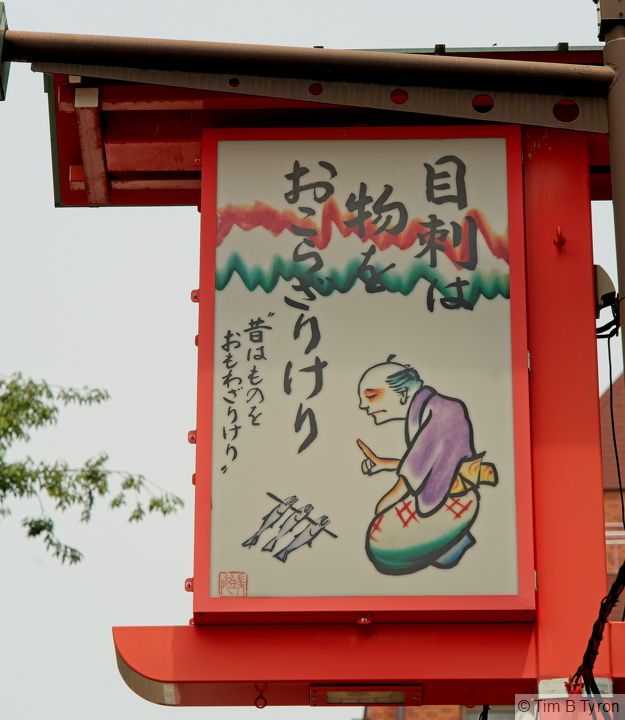 目刺は
物を
おこらざりけり
〝昔はものを
おもわざりけり〟
© Tim B Tyron